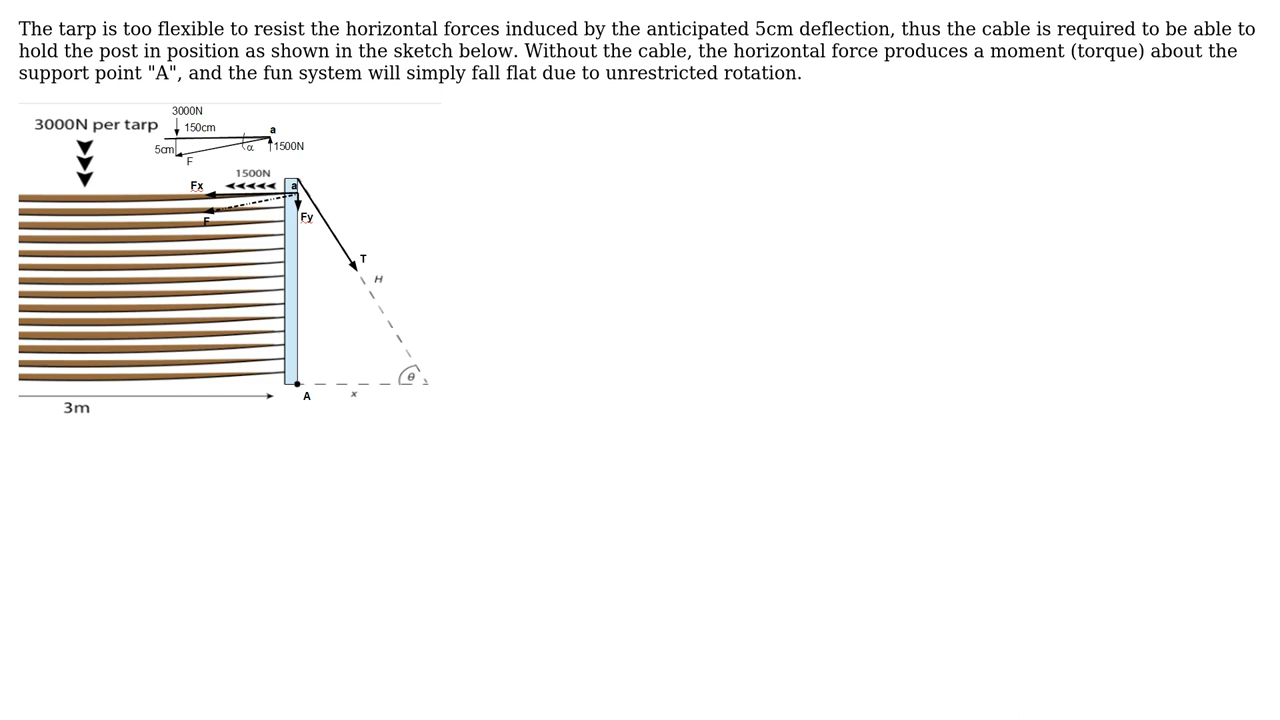 The tarp is too flexible to resist the horizontal forces induced by the anticipated 5cm deflection, thus the cable is required to be able to
hold the post in position as shown in the sketch below. Without the cable, the horizontal force produces a moment (torque) about the
support point "A", and the fun system will simply fall flat due to unrestricted rotation.
3000N
3000N per tarp
150cm
a
5cm
α
1500N
F
1500N
Fx
a
F
Fy
T
H
θ
A
x
3m